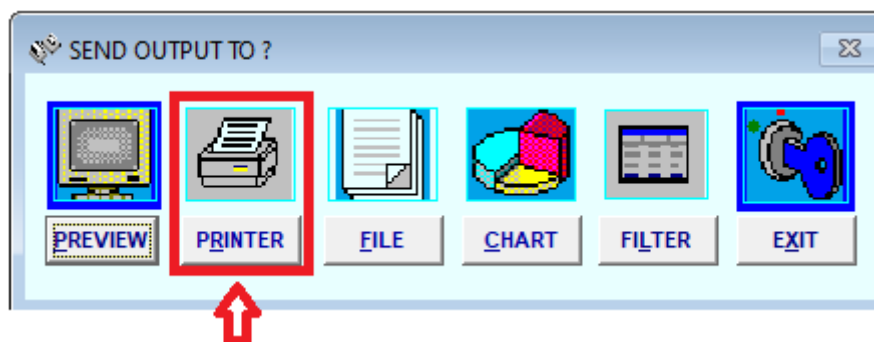 SEND OUTPUT TO ?
PREVIEW PRINTER FILE CHART FILTER EXIT